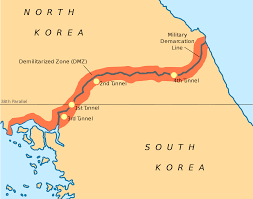 NORTH
KOREA
Military
Demarcation
Line
Demilitarized Zone (DMZ)
4th Tunnel
2nd Tunnel
38th Parallel
1st Tunnel
3rd Tunnel
SOUTH
KOREA